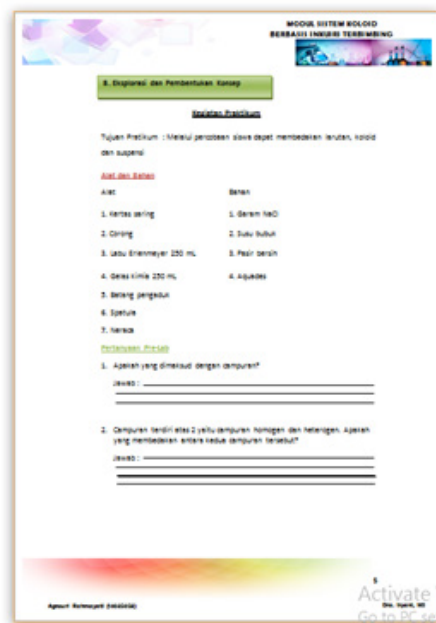 MODUL SISTEM KOLOID
BERBASIS INKUIRI TERBIMBING
B. Eksplorasi dan Pembentukan Konsep
Kegiatan Praktikum
Tujuan Pratikum : Melalui percobaan siswa dapat membedakan larutan, koloid
dan suspensi
Alat dan Bahan
Alat Bahan
1. Kertas saring 1. Garam NaCl
2. Corong 2. Susu bubuk
3. Labu Erlenmeyer 250 mL 3. Pasir bersih
4. Gelas Kimia 250 mL 4. Aquades
5. Batang pengaduk
6. Spatula
7. Neraca
Pertanyaan Pre-Lab
1. Apakah yang dimaksud dengan campuran?
Jawab :
2. Campuran terdiri atas 2 yaitu campuran homogen dan heterogen. Apakah
yang membedakan antara kedua campuran tersebut?
Jawab :
5
Activate
Go to PC se